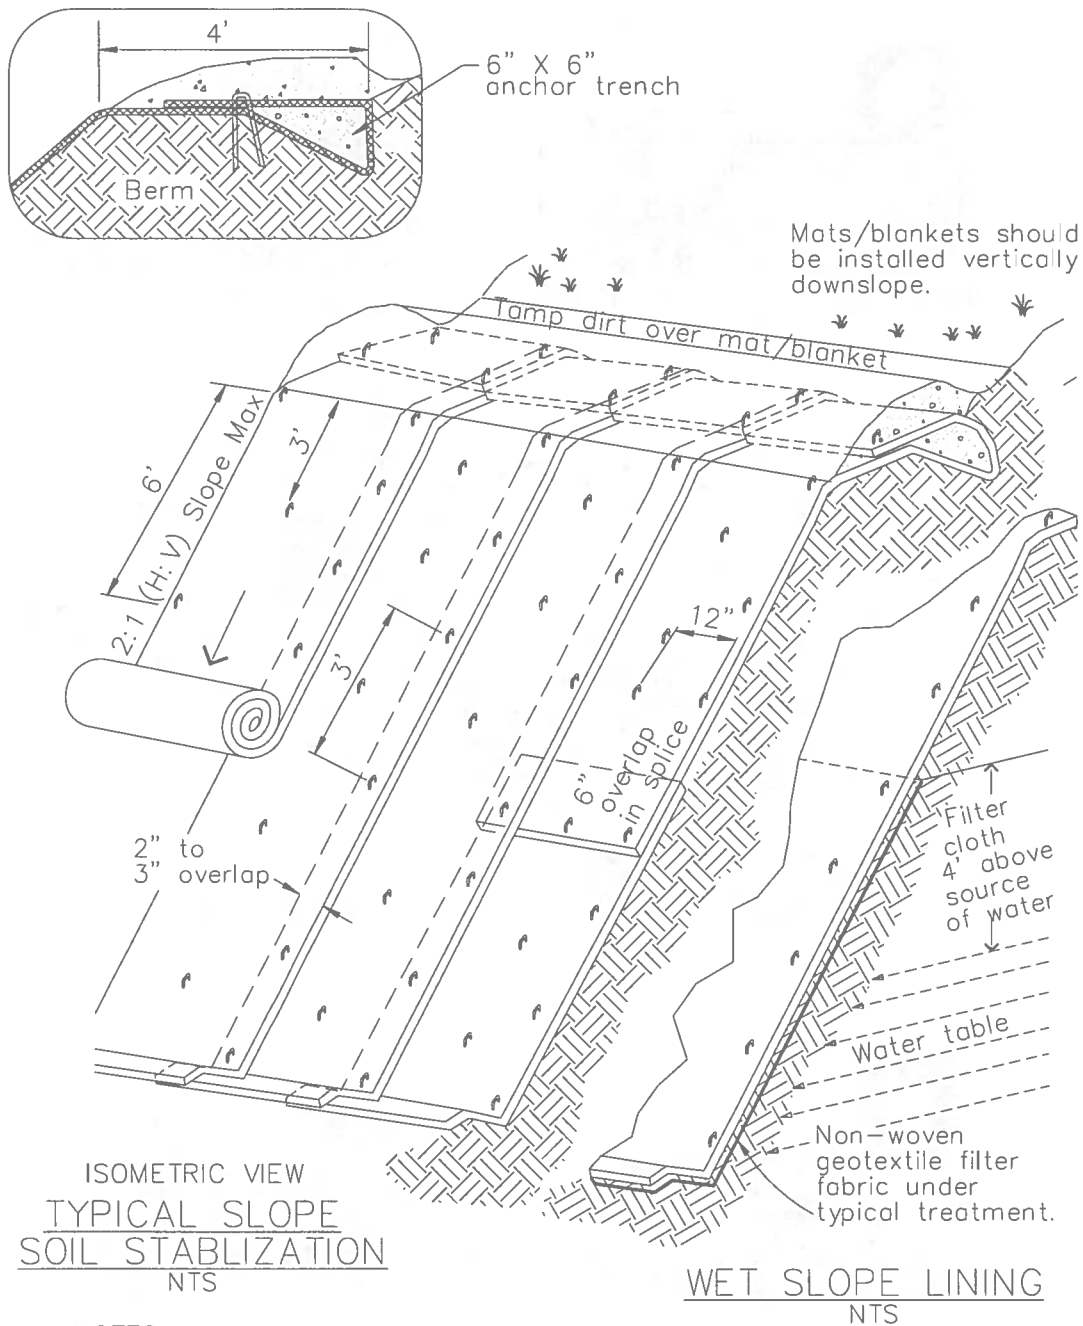 4'
6" X 6"
anchor trench
Berm
Mats/blankets should
be installed vertically
downslope.
Tamp dirt over mat/blanket
6'
3'
2:1 (H:V) Slope Max
12"
3'
6"
overlap
in splice
2" to
3" overlap
Filter
cloth
4' above
source
of water
Water table
Non-woven
geotextile filter
fabric under
typical treatment.
ISOMETRIC VIEW
TYPICAL SLOPE
SOIL STABLIZATION
NTS
WET SLOPE LINING
NTS